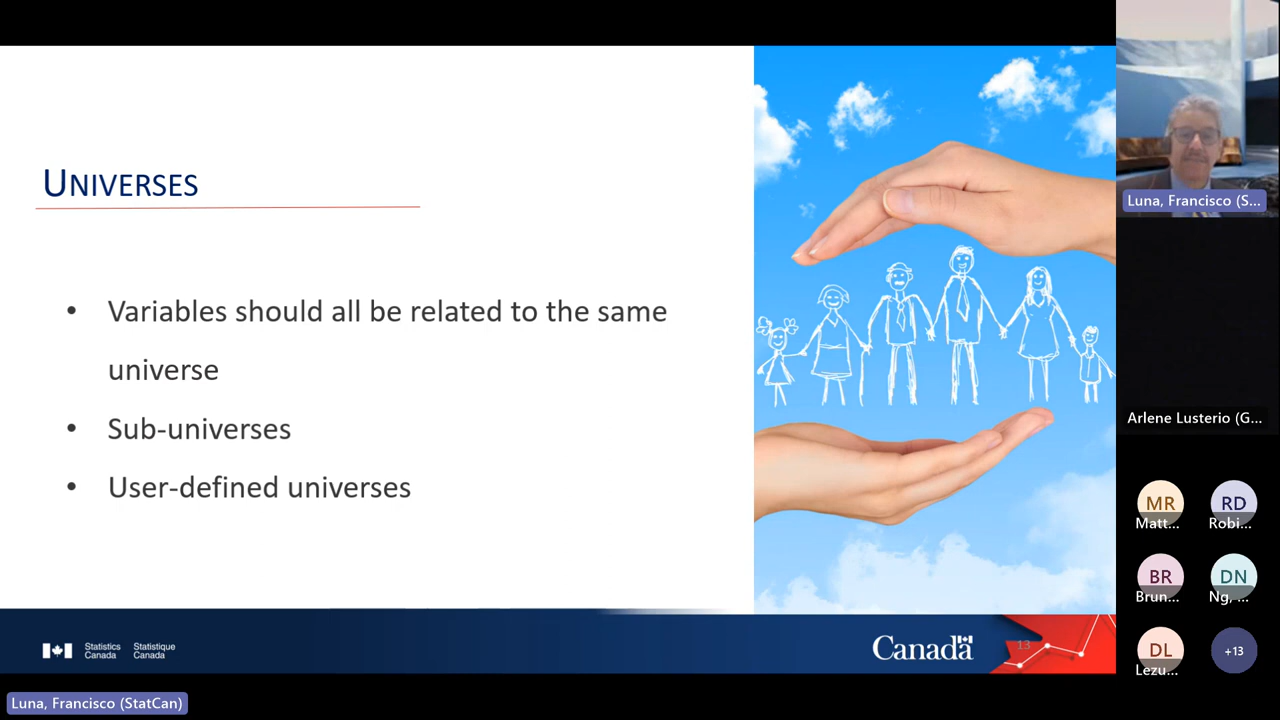 UNIVERSES
• Variables should all be related to the same
universe
• Sub-universes
• User-defined universes
Statistics
Canada
Statistique
Canada
Canada
13
Luna, Francisco (S...
Arlene Lusterio (G...
MR
RD
Matt...
Robi...
BR
DN
Brun...
Ng, ...
DL
+13
Lezu...
Luna, Francisco (StatCan)